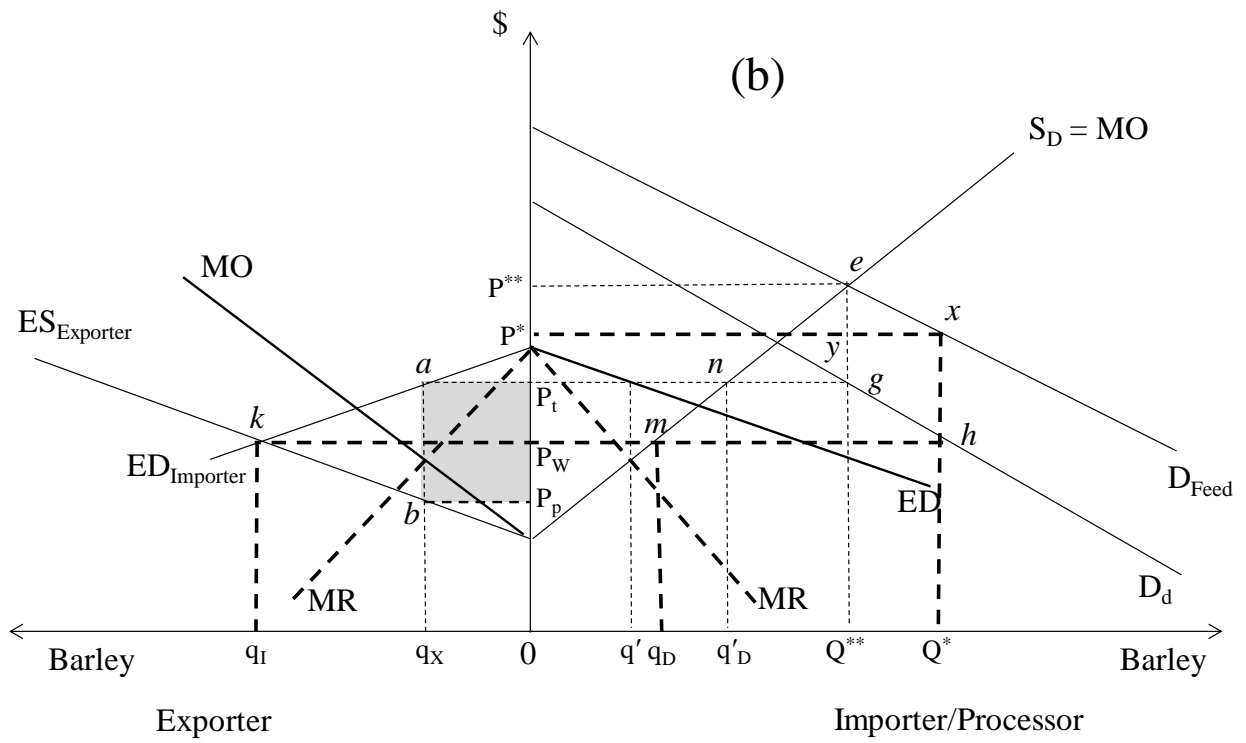 $
(b)
S_D = MO
MO
e
P**
ES_Exporter
x
P*
a
y
n
g
P_t
k
m
h
P_W
ED_Importer
D_Feed
P_p
ED
b
MR
MR
D_d
Barley
q_I
q_X
0
q'
q_D
q'_D
Q**
Q*
Barley
Exporter
Importer/Processor